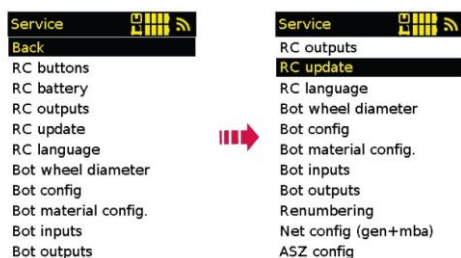 Service
Back
RC buttons
RC battery
RC outputs
RC update
RC language
Bot wheel diameter
Bot config
Bot material config.
Bot inputs
Bot outputs
Service
RC outputs
RC update
RC language
Bot wheel diameter
Bot config
Bot material config.
Bot inputs
Bot outputs
Renumbering
Net config (gen+mba)
ASZ config